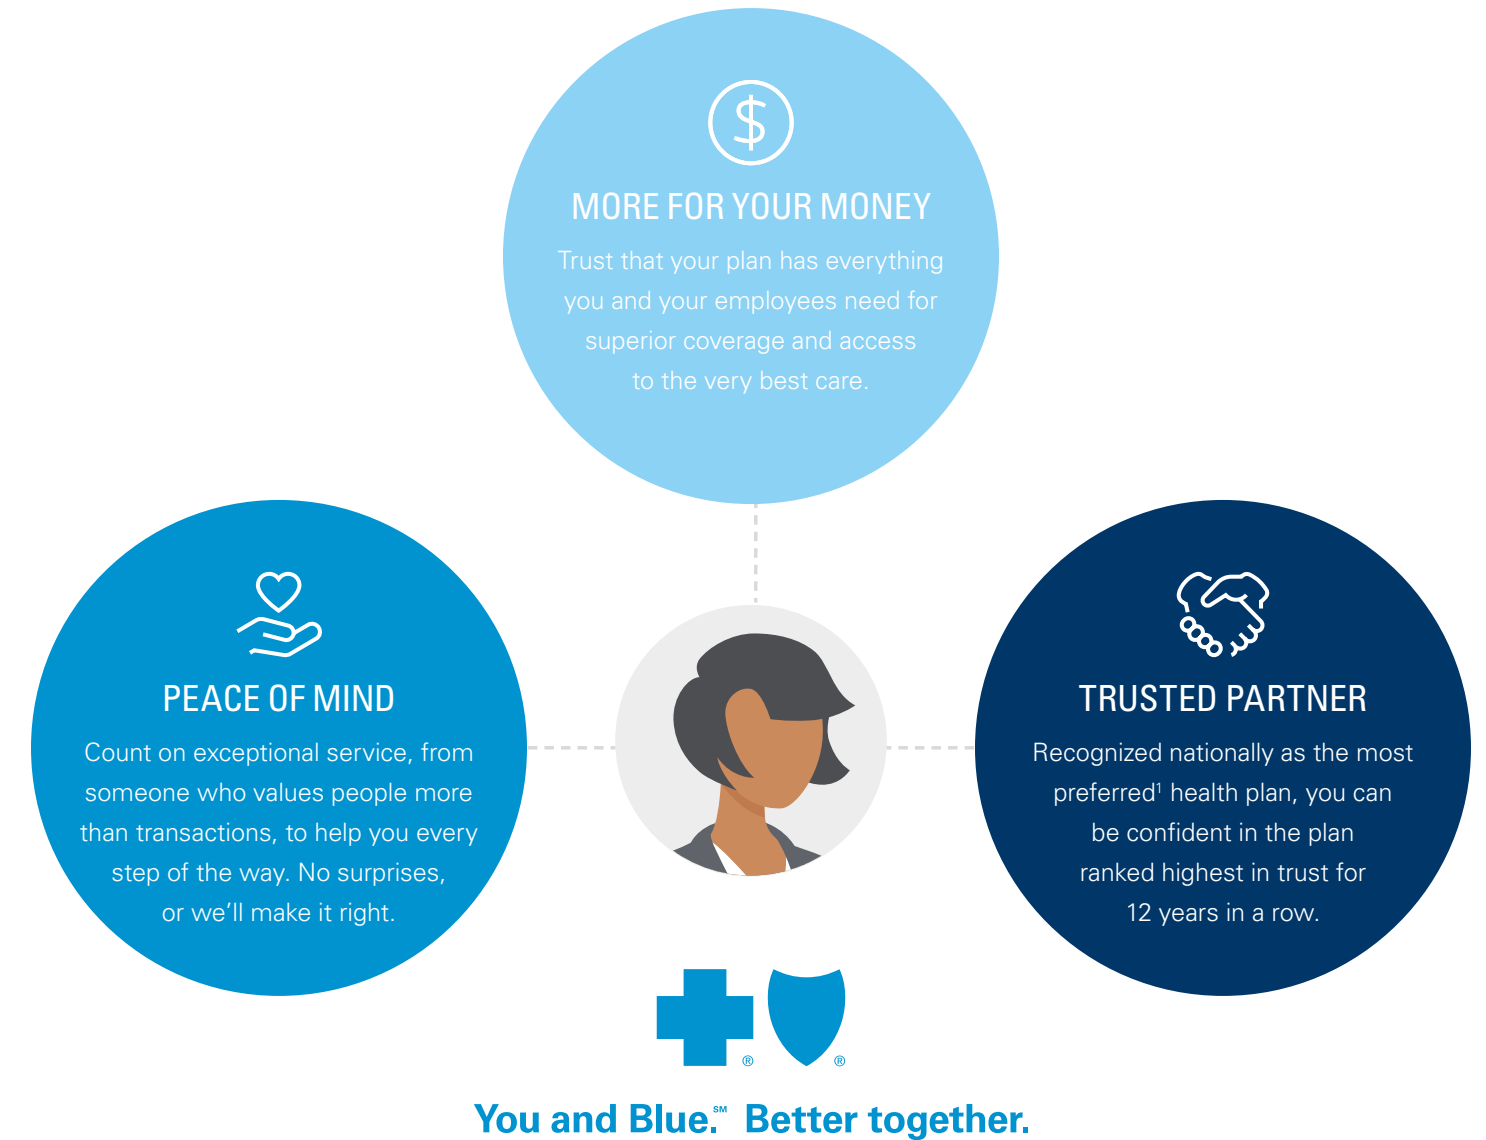 $
MORE FOR YOUR MONEY
Trust that your plan has everything
you and your employees need for
superior coverage and access
to the very best care.
PEACE OF MIND
Count on exceptional service, from
someone who values people more
than transactions, to help you every
step of the way. No surprises,
or we’ll make it right.
TRUSTED PARTNER
Recognized nationally as the most
preferred¹ health plan, you can
be confident in the plan
ranked highest in trust for
12 years in a row.
® ®
You and Blue.℠ Better together.